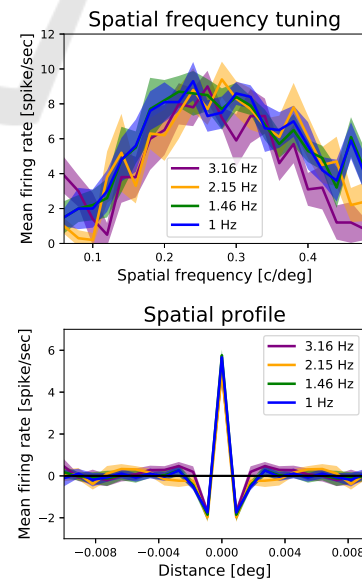 Spatial frequency tuning
Mean firing rate [spike/sec]
12
10
8
6
4
2
0
3.16 Hz
2.15 Hz
1.46 Hz
1 Hz
0.1 0.2 0.3 0.4
Spatial frequency [c/deg]
Spatial profile
Mean firing rate [spike/sec]
6
4
2
0
−2
3.16 Hz
2.15 Hz
1.46 Hz
1 Hz
−0.008 −0.004 0.000 0.004 0.008
Distance [deg]